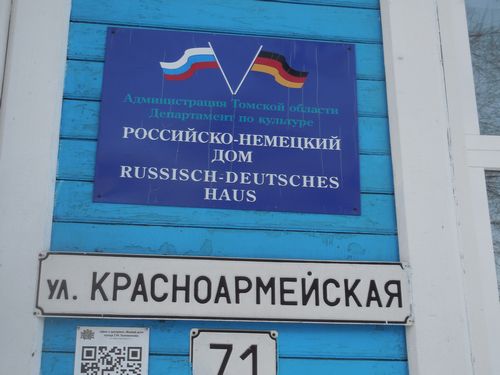 Администрация Томской области
Департамент по культуре
РОССИЙСКО-НЕМЕЦКИЙ
ДОМ
RUSSISCH-DEUTSCHES
HAUS
ул. КРАСНОАРМЕЙСКАЯ
71